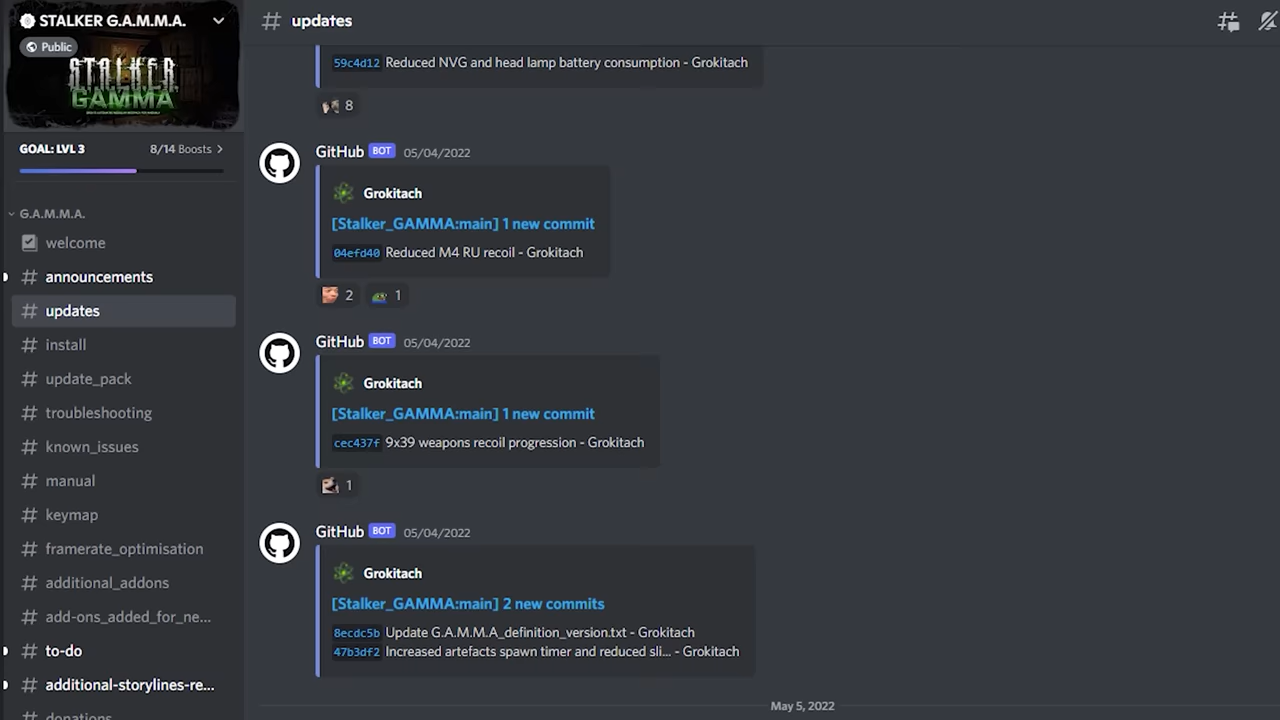 STALKER G.A.M.M.A.
Public
STALKER
GAMMA
GOAL: LVL 3
8/14 Boosts
G.A.M.M.A.
welcome
announcements
updates
install
update_pack
troubleshooting
known_issues
manual
keymap
framerate_optimisation
additional_addons
add-ons_added_for_ne...
to-do
additional-storylines-re...
donations
updates
59c4d12 Reduced NVG and head lamp battery consumption - Grokitach
8
GitHub BOT 05/04/2022
Grokitach
[Stalker_GAMMA:main] 1 new commit
04efd40 Reduced M4 RU recoil - Grokitach
2 1
GitHub BOT 05/04/2022
Grokitach
[Stalker_GAMMA:main] 1 new commit
cec437f 9x39 weapons recoil progression - Grokitach
1
GitHub BOT 05/04/2022
Grokitach
[Stalker_GAMMA:main] 2 new commits
8ecdc5b Update G.A.M.M.A_definition_version.txt - Grokitach
47b3df2 Increased artefacts spawn timer and reduced sli... - Grokitach
May 5, 2022